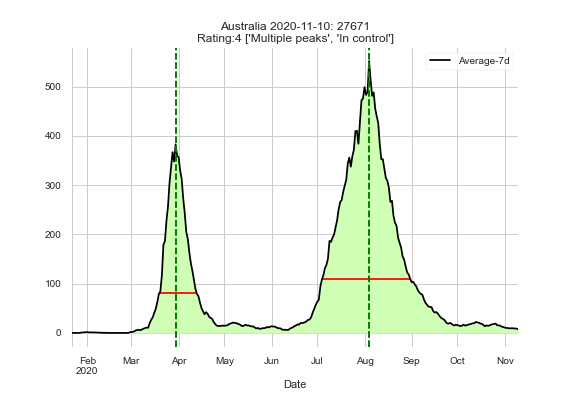 Australia 2020-11-10: 27671
Rating:4 ['Multiple peaks', 'In control']
Average-7d
500
400
300
200
100
0
Feb Mar Apr May Jun Jul Aug Sep Oct Nov
2020
Date